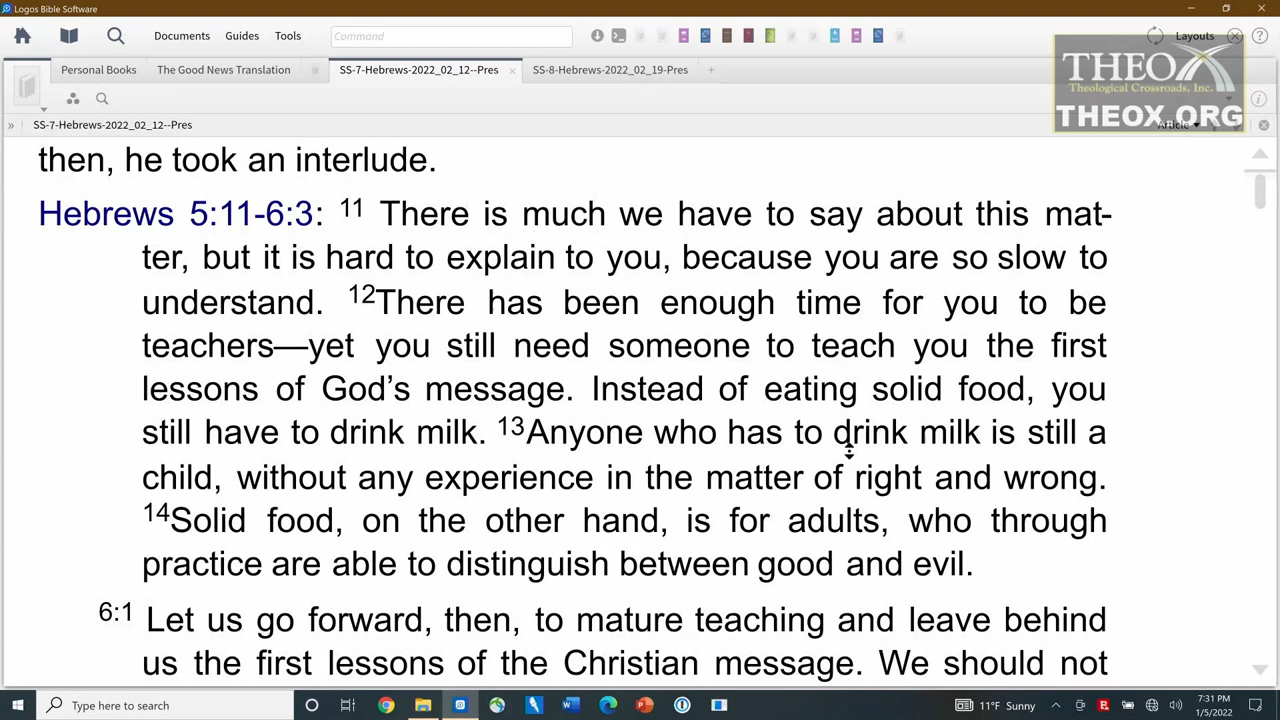 Logos Bible Software
Documents Guides Tools Command Layouts
Personal Books The Good News Translation SS-7-Hebrews-2022_02_12--Pres SS-8-Hebrews-2022_02_19-Pres
THEOX
Theological Crossroads, Inc.
THEOX.ORG
SS-7-Hebrews-2022_02_12--Pres Article
then, he took an interlude.
Hebrews 5:11-6:3: 11 There is much we have to say about this mat-
ter, but it is hard to explain to you, because you are so slow to
understand. 12There has been enough time for you to be
teachers—yet you still need someone to teach you the first
lessons of God's message. Instead of eating solid food, you
still have to drink milk. 13Anyone who has to drink milk is still a
child, without any experience in the matter of right and wrong.
14Solid food, on the other hand, is for adults, who through
practice are able to distinguish between good and evil.
6:1 Let us go forward, then, to mature teaching and leave behind
us the first lessons of the Christian message. We should not
Type here to search
11°F Sunny
7:31 PM
1/5/2022